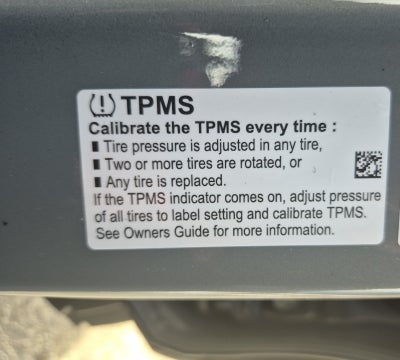 TPMS
Calibrate the TPMS every time :
▪ Tire pressure is adjusted in any tire,
▪ Two or more tires are rotated, or
▪ Any tire is replaced.
If the TPMS indicator comes on, adjust pressure
of all tires to label setting and calibrate TPMS.
See Owners Guide for more information.